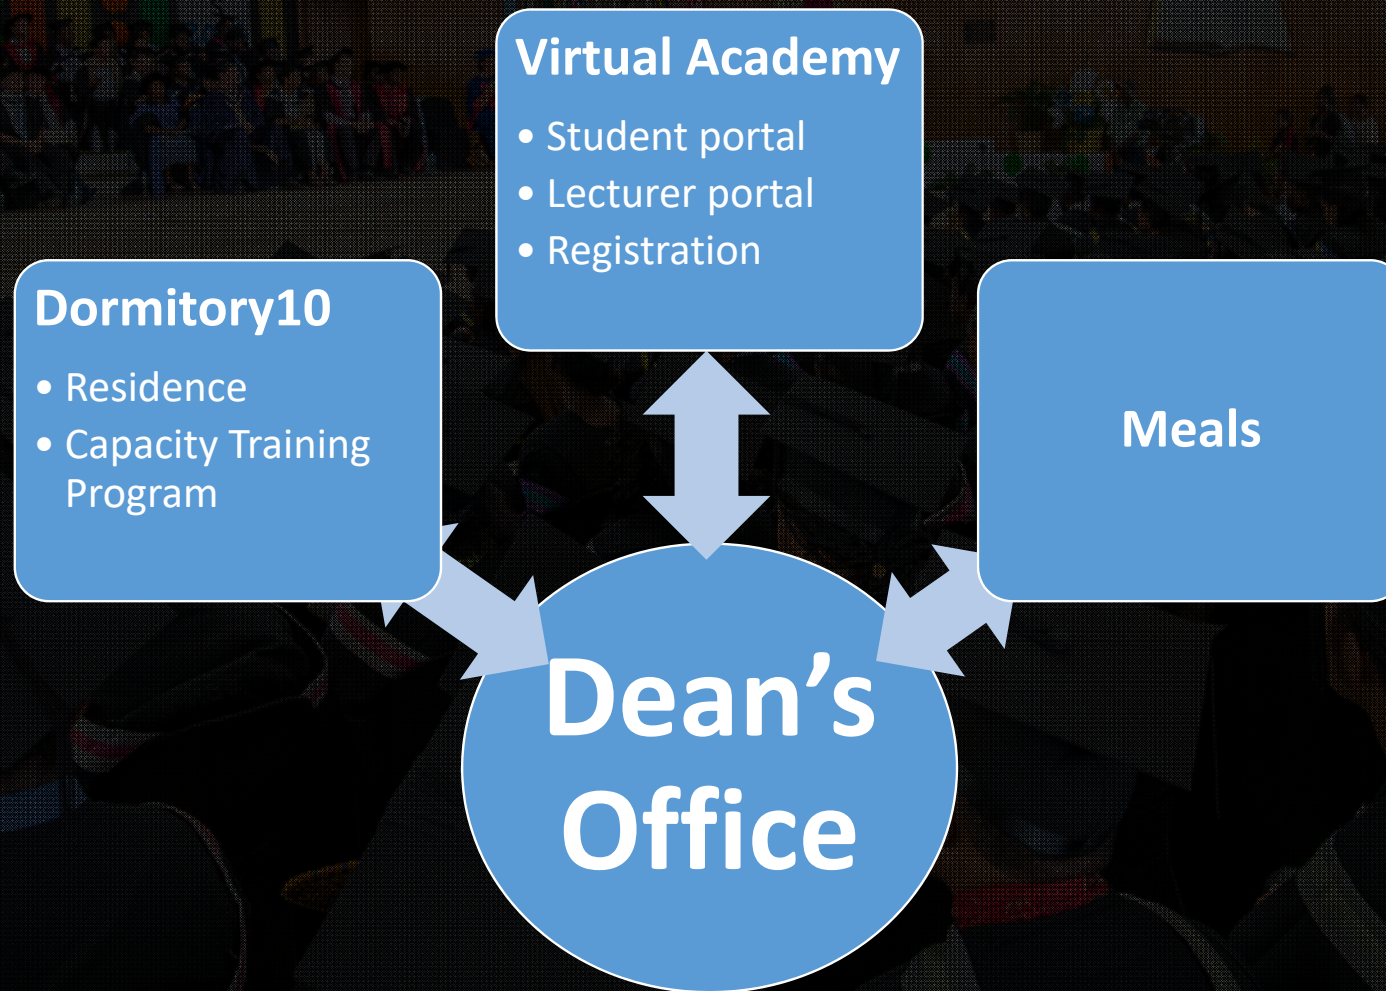 Virtual Academy
• Student portal
• Lecturer portal
• Registration
Dormitory10
• Residence
• Capacity Training
Program
Meals
Dean’s
Office